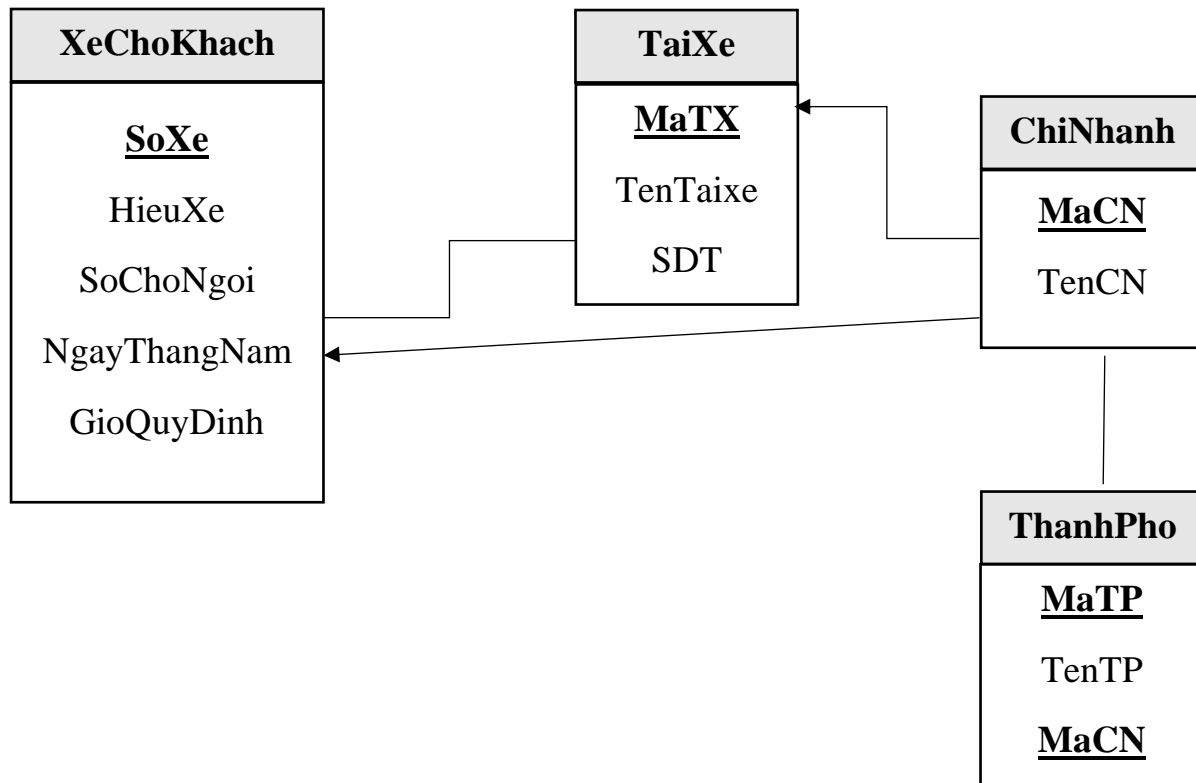 XeChoKhach
SoXe
HieuXe
SoChoNgoi
NgayThangNam
GioQuyDinh
TaiXe
MaTX
TenTaixe
SDT
ChiNhanh
MaCN
TenCN
ThanhPho
MaTP
TenTP
MaCN